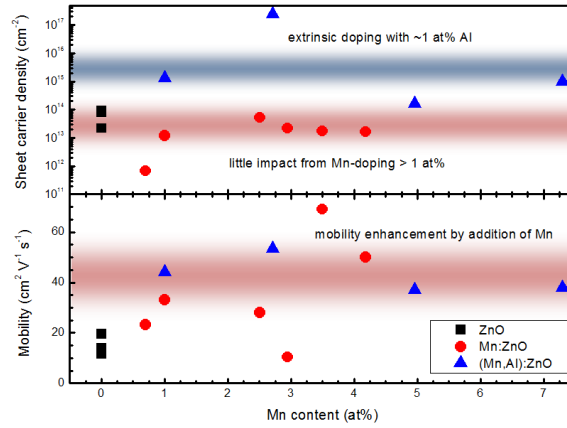 Sheet carrier density (cm⁻²)
10¹⁷
10¹⁶
10¹⁵
10¹⁴
10¹³
10¹²
10¹¹
extrinsic doping with ~1 at% Al
little impact from Mn-doping > 1 at%
Mobility (cm² V⁻¹ s⁻¹)
60
40
20
0
mobility enhancement by addition of Mn
ZnO
Mn:ZnO
(Mn,Al):ZnO
0 1 2 3 4 5 6 7
Mn content (at%)